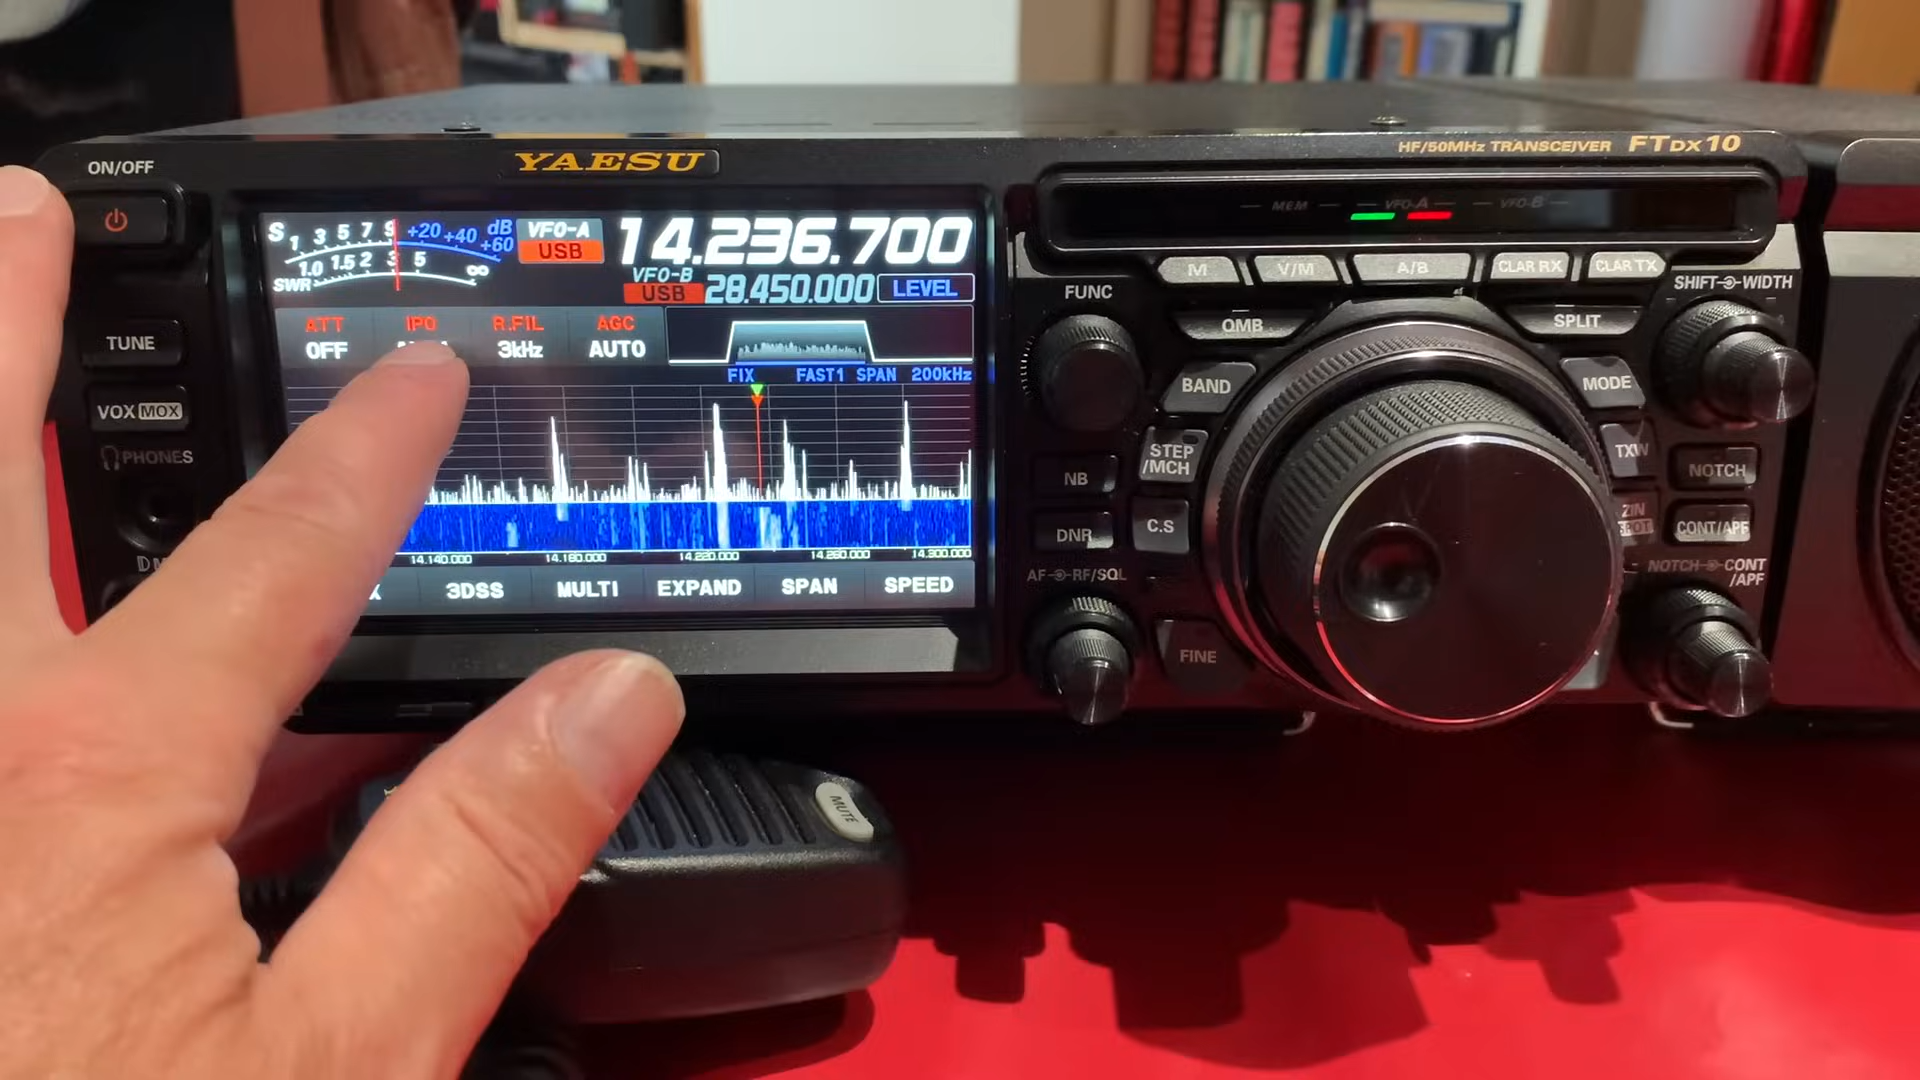 ON/OFF
YAESU
HF/50MHz TRANSCEIVER FTDX10
MEM VFO-A VFO-B
S 1 3 5 7 9 +20 +40 +60 dB
SWR 1.0 1.5 2 3 5 ∞
VFO-A
USB
14.236.700
VFO-B
USB
28.450.000
LEVEL
ATT IPO R.FIL AGC
OFF 3kHz AUTO
FIX FAST1 SPAN 200kHz
14.140.000 14.180.000 14.220.000 14.260.000 14.300.000
3DSS MULTI EXPAND SPAN SPEED
TUNE
VOX MOX
PHONES
M V/M A/B CLAR RX CLAR TX
SHIFT WIDTH
FUNC
QMB
SPLIT
BAND
MODE
STEP
/MCH
TXW
NB
NOTCH
C.S
ZIN
SPOT
DNR
CONT/APF
AF RF/SQL
NOTCH CONT
/APF
FINE
MUTE